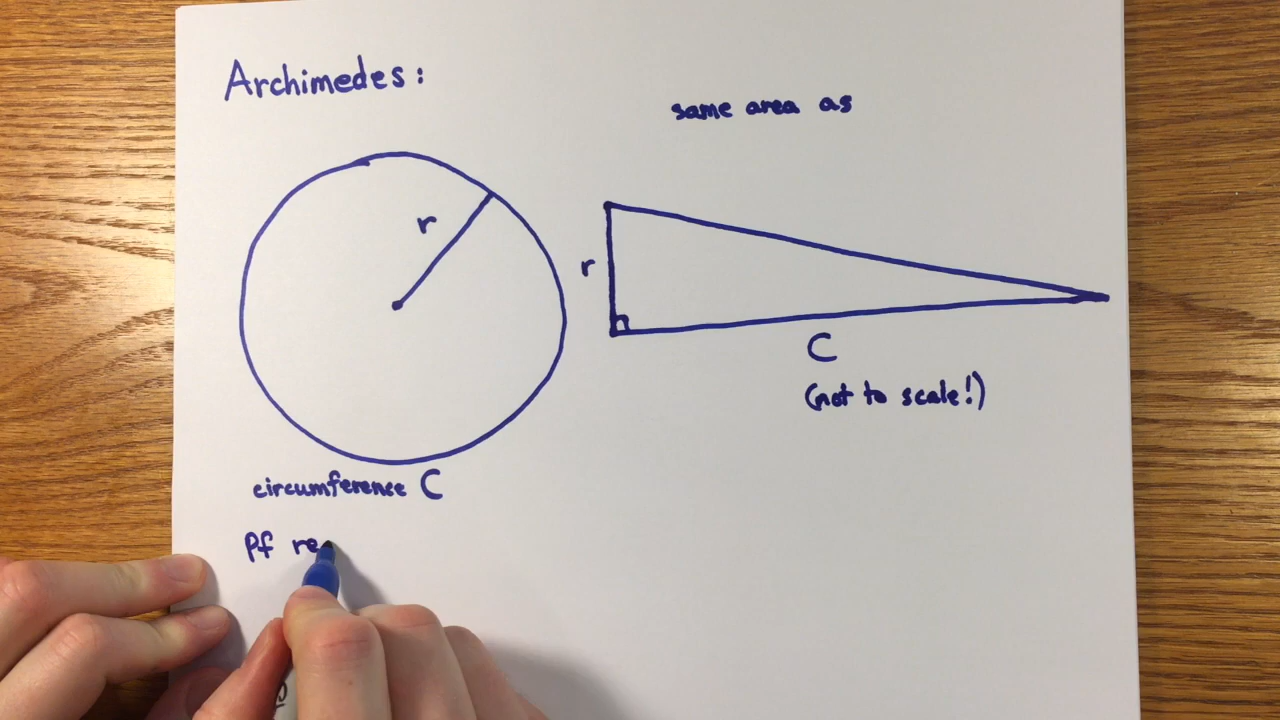 Archimedes:
same area as
r
r
C
(not to scale!)
circumference C
Pf re